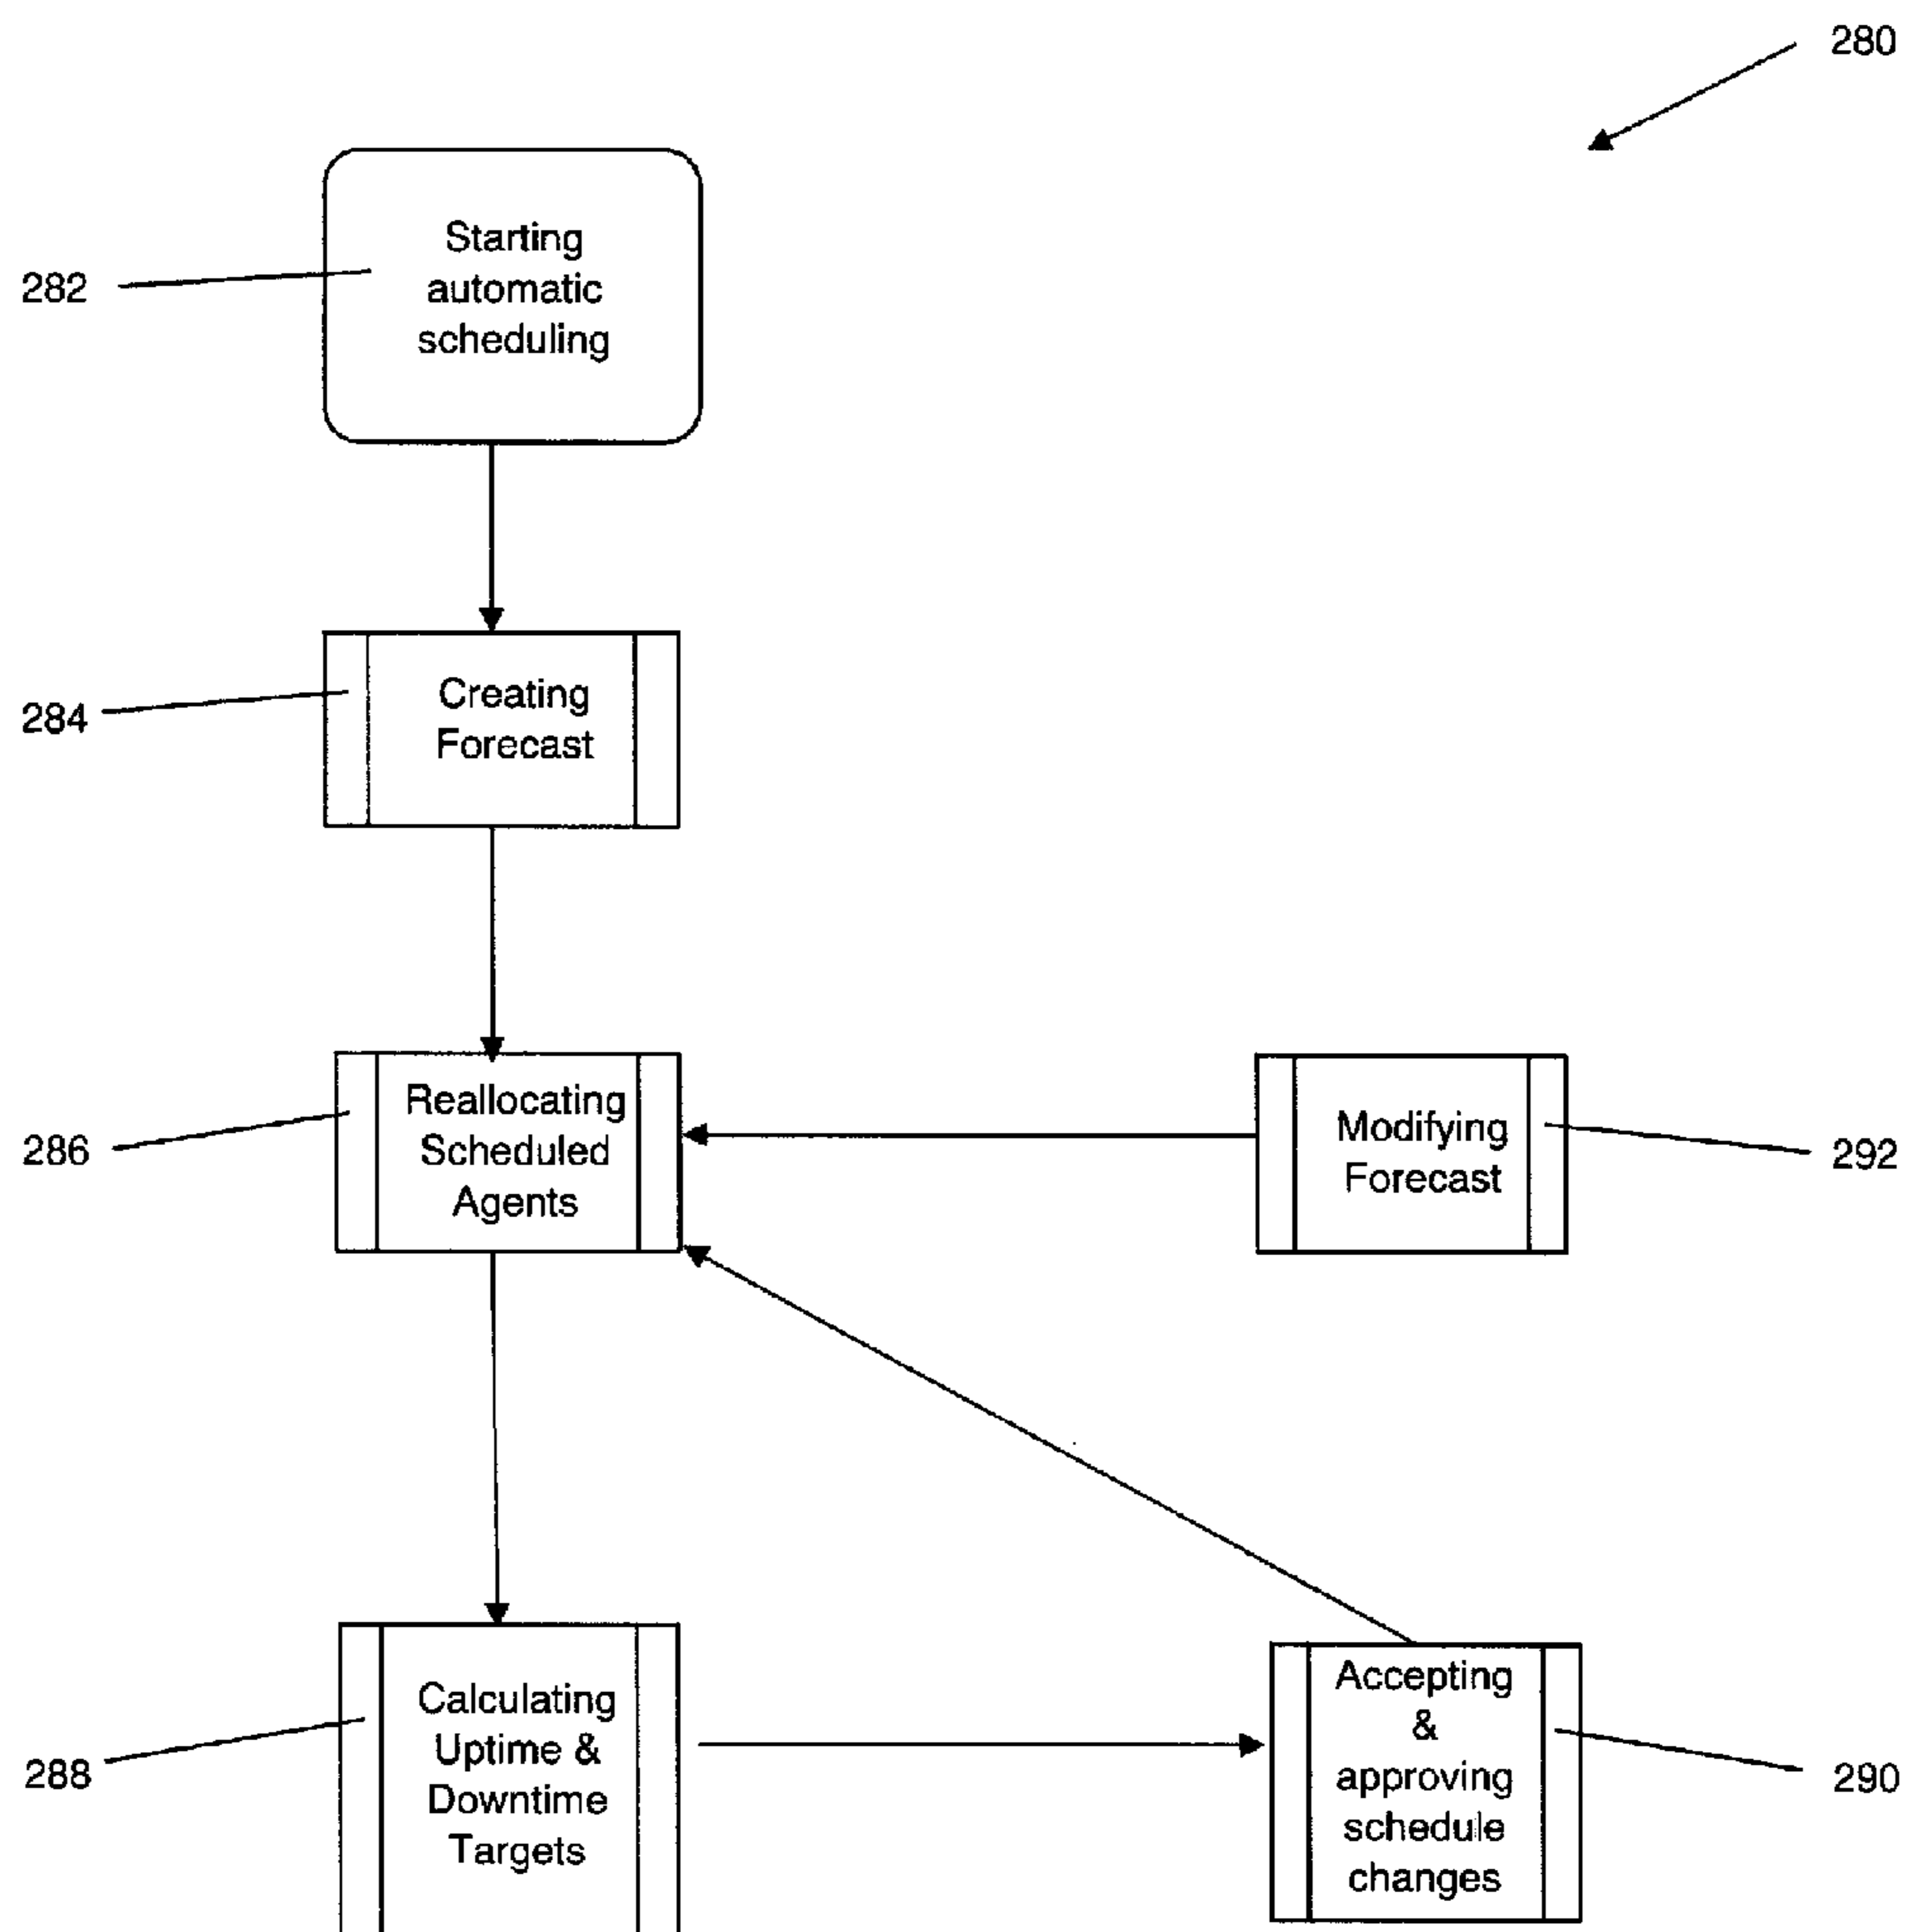 280
Starting
automatic
scheduling
282
Creating
Forecast
284
Reallocating
Scheduled
Agents
286
Modifying
Forecast
292
Calculating
Uptime &
Downtime
Targets
288
Accepting
&
approving
schedule
changes
290